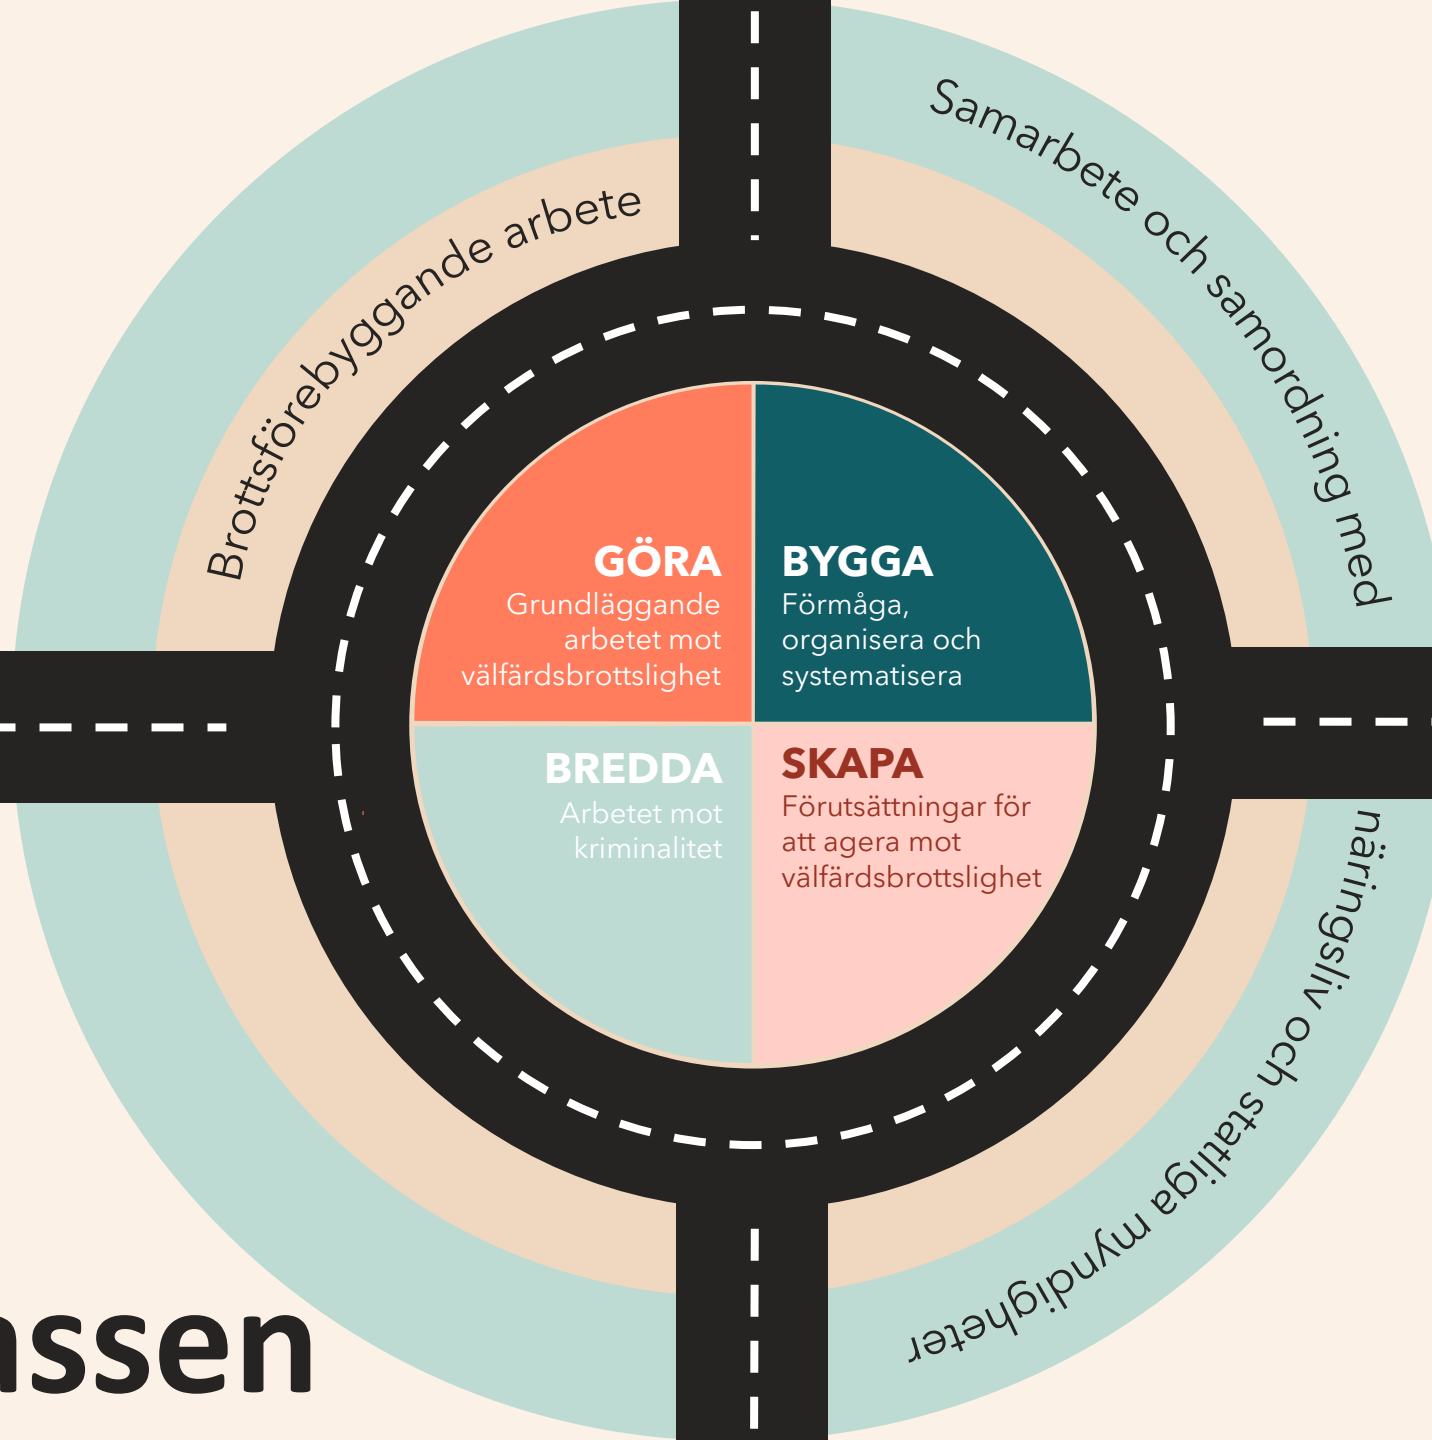 Brottsförebyggande arbete
Samarbete och samordning med
näringsliv och statliga myndigheter
GÖRA
Grundläggande
arbetet mot
välfärdsbrottslighet
BYGGA
Förmåga,
organisera och
systematisera
BREDDA
Arbetet mot
kriminalitet
SKAPA
Förutsättningar för
att agera mot
välfärdsbrottslighet